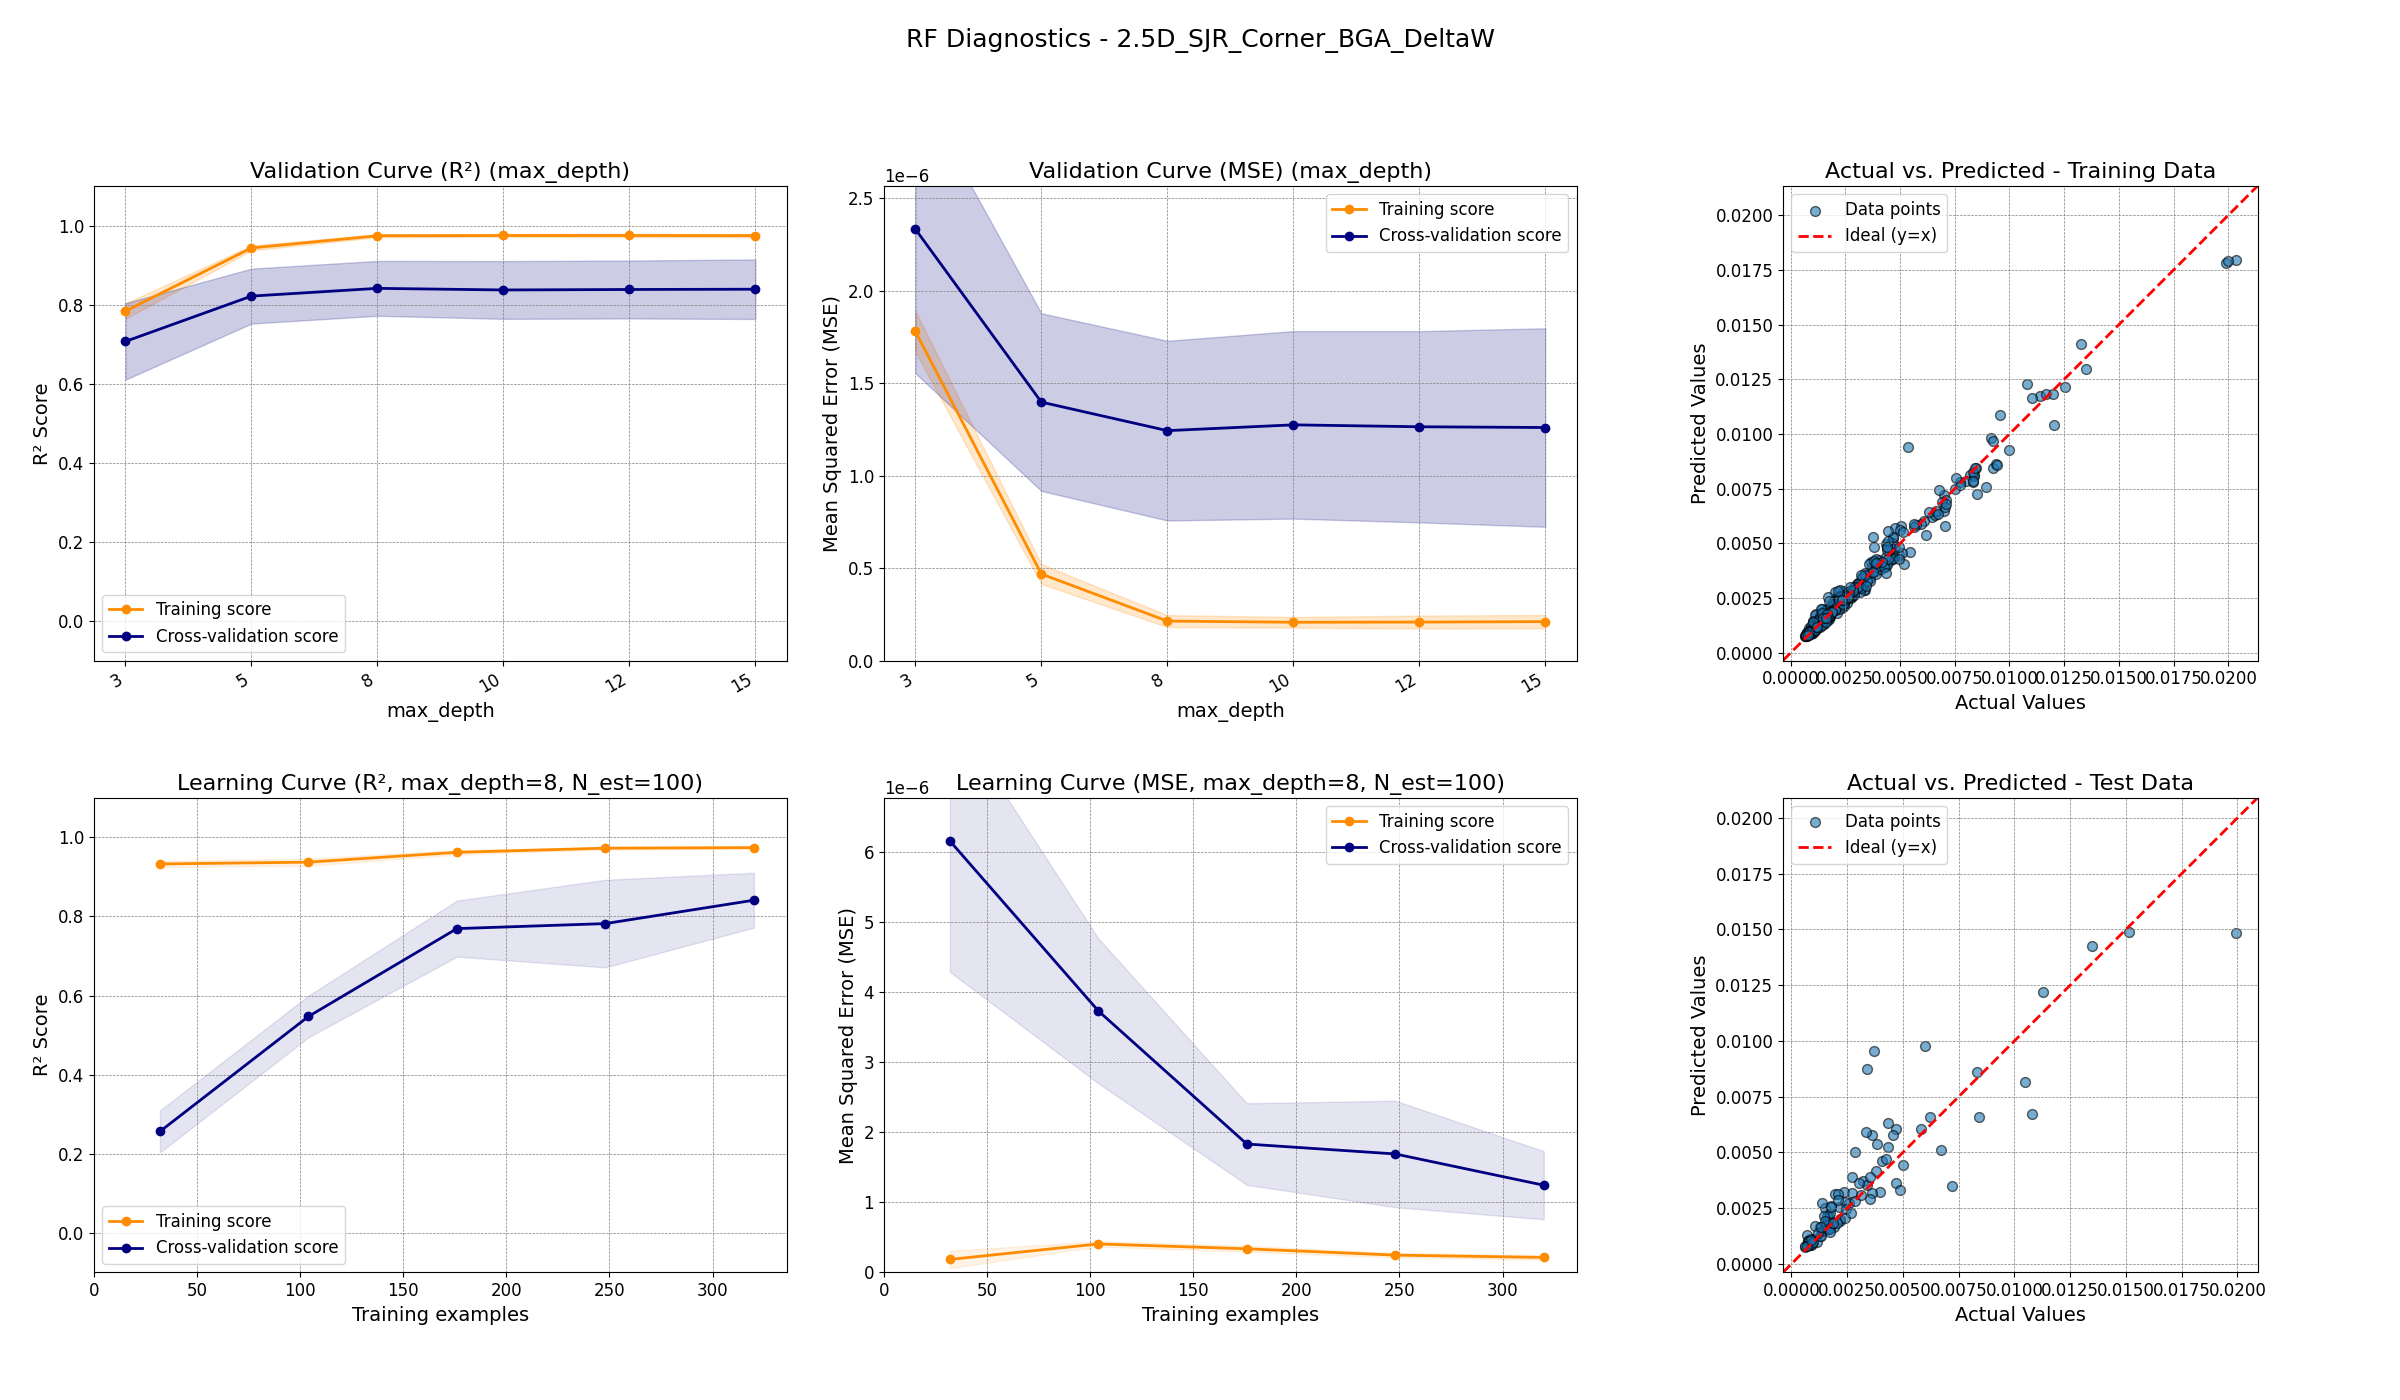 RF Diagnostics - 2.5D_SJR_Corner_BGA_DeltaW
Validation Curve (R²) (max_depth)
R² Score
1.0
0.8
0.6
0.4
0.2
0.0
Training score
Cross-validation score
3 5 8 10 12 15
max_depth
Validation Curve (MSE) (max_depth)
1e−6
Mean Squared Error (MSE)
2.5
2.0
1.5
1.0
0.5
0.0
Training score
Cross-validation score
3 5 8 10 12 15
max_depth
Actual vs. Predicted - Training Data
Predicted Values
0.0200
0.0175
0.0150
0.0125
0.0100
0.0075
0.0050
0.0025
0.0000
Data points
Ideal (y=x)
0.0000 0.0025 0.0050 0.0075 0.0100 0.0125 0.0150 0.0175 0.0200
Actual Values
Learning Curve (R², max_depth=8, N_est=100)
R² Score
1.0
0.8
0.6
0.4
0.2
0.0
Training score
Cross-validation score
0 50 100 150 200 250 300
Training examples
Learning Curve (MSE, max_depth=8, N_est=100)
1e−6
Mean Squared Error (MSE)
6
5
4
3
2
1
0
Training score
Cross-validation score
0 50 100 150 200 250 300
Training examples
Actual vs. Predicted - Test Data
Predicted Values
0.0200
0.0175
0.0150
0.0125
0.0100
0.0075
0.0050
0.0025
0.0000
Data points
Ideal (y=x)
0.0000 0.0025 0.0050 0.0075 0.0100 0.0125 0.0150 0.0175 0.0200
Actual Values